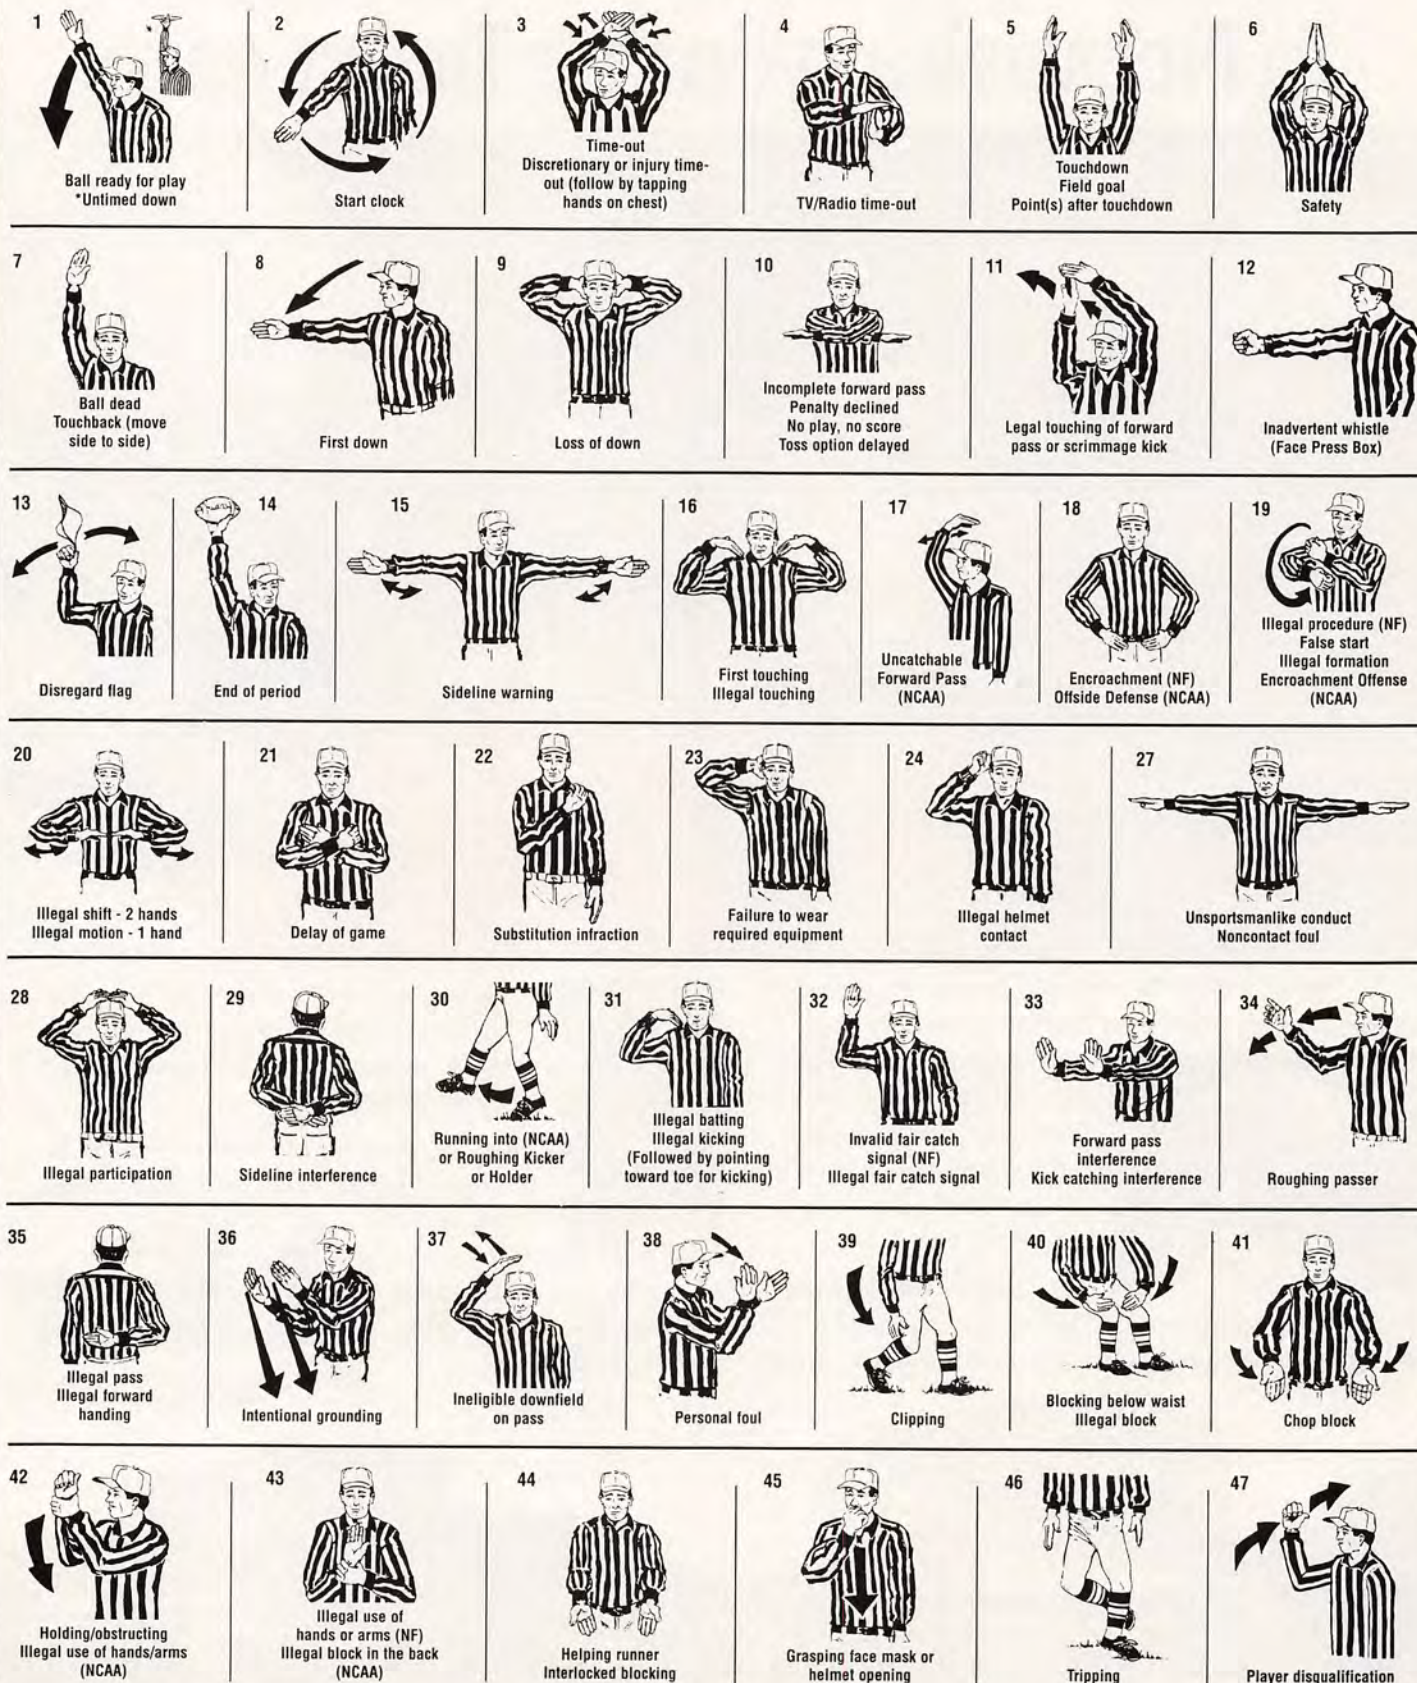 1
Ball ready for play
*Untimed down
2
Start clock
3
Time-out
Discretionary or injury time-
out (follow by tapping
hands on chest)
4
TV/Radio time-out
5
Touchdown
Field goal
Point(s) after touchdown
6
Safety
7
Ball dead
Touchback (move
side to side)
8
First down
9
Loss of down
10
Incomplete forward pass
Penalty declined
No play, no score
Toss option delayed
11
Legal touching of forward
pass or scrimmage kick
12
Inadvertent whistle
(Face Press Box)
13
Disregard flag
14
End of period
15
Sideline warning
16
First touching
Illegal touching
17
Uncatchable
Forward Pass
(NCAA)
18
Encroachment (NF)
Offside Defense (NCAA)
19
Illegal procedure (NF)
False start
Illegal formation
Encroachment Offense
(NCAA)
20
Illegal shift - 2 hands
Illegal motion - 1 hand
21
Delay of game
22
Substitution infraction
23
Failure to wear
required equipment
24
Illegal helmet
contact
27
Unsportsmanlike conduct
Noncontact foul
28
Illegal participation
29
Sideline interference
30
Running into (NCAA)
or Roughing Kicker
or Holder
31
Illegal batting
Illegal kicking
(Followed by pointing
toward toe for kicking)
32
Invalid fair catch
signal (NF)
Illegal fair catch signal
33
Forward pass
interference
Kick catching interference
34
Roughing passer
35
Illegal pass
Illegal forward
handing
36
Intentional grounding
37
Ineligible downfield
on pass
38
Personal foul
39
Clipping
40
Blocking below waist
Illegal block
41
Chop block
42
Holding/obstructing
Illegal use of hands/arms
(NCAA)
43
Illegal use of
hands or arms (NF)
Illegal block in the back
(NCAA)
44
Helping runner
Interlocked blocking
45
Grasping face mask or
helmet opening
46
Tripping
47
Player disqualification